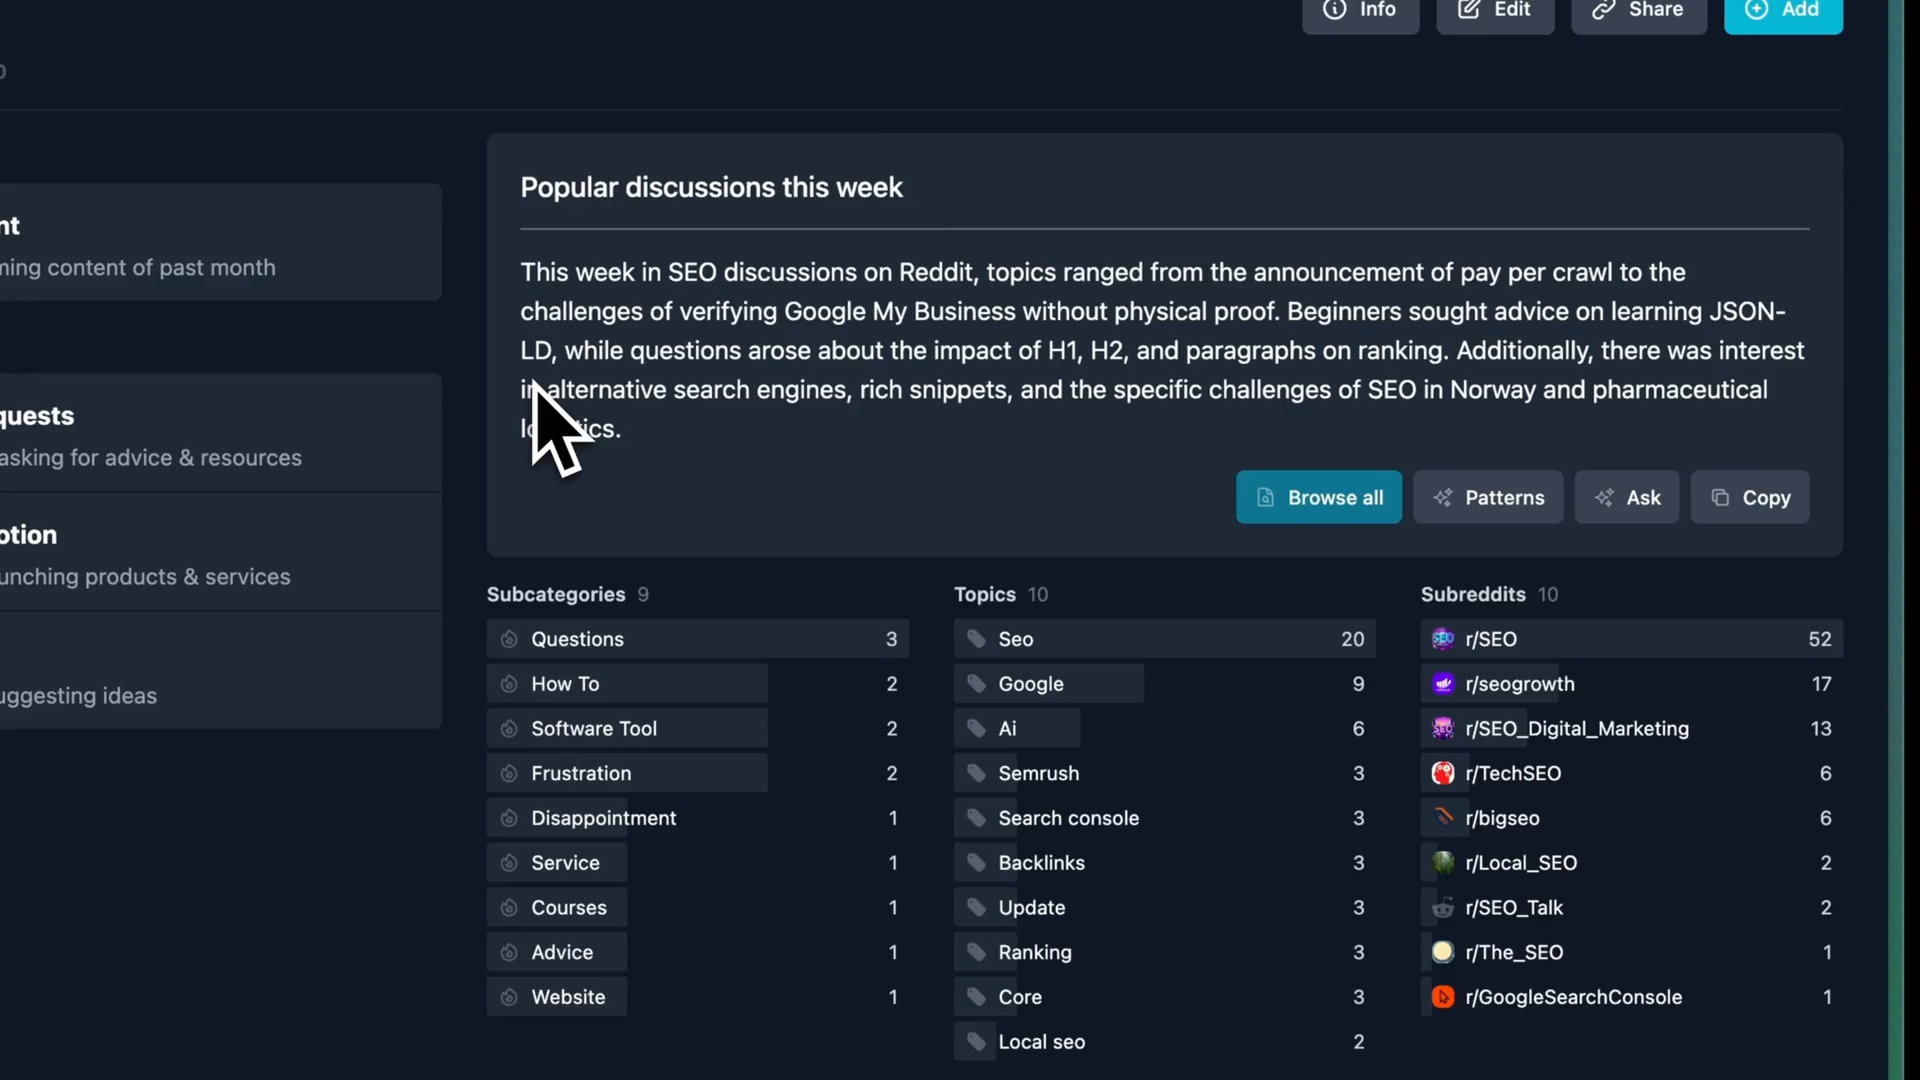 Info
Edit
Share
Add
Popular discussions this week
This week in SEO discussions on Reddit, topics ranged from the announcement of pay per crawl to the
challenges of verifying Google My Business without physical proof. Beginners sought advice on learning JSON-
LD, while questions arose about the impact of H1, H2, and paragraphs on ranking. Additionally, there was interest
in alternative search engines, rich snippets, and the specific challenges of SEO in Norway and pharmaceutical
Browse all
Patterns
Ask
Copy
nt
ming content of past month
quests
asking for advice & resources
otion
unching products & services
uggesting ideas
Subcategories 9
Questions 3
How To 2
Software Tool 2
Frustration 2
Disappointment 1
Service 1
Courses 1
Advice 1
Website 1
Topics 10
Seo 20
Google 9
Ai 6
Semrush 3
Search console 3
Backlinks 3
Update 3
Ranking 3
Core 3
Local seo 2
Subreddits 10
r/SEO 52
r/seogrowth 17
r/SEO_Digital_Marketing 13
r/TechSEO 6
r/bigseo 6
r/Local_SEO 2
r/SEO_Talk 2
r/The_SEO 1
r/GoogleSearchConsole 1